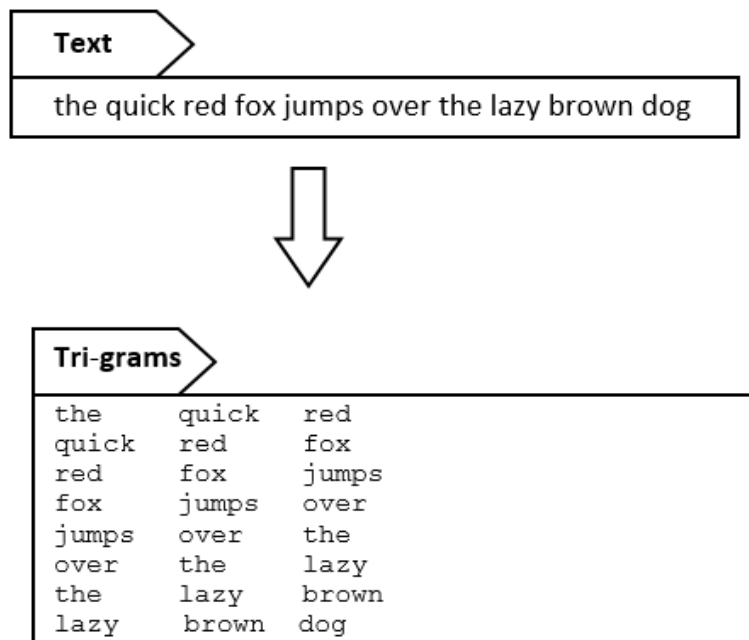 Text
the quick red fox jumps over the lazy brown dog
Tri-grams
the quick red
quick red fox
red fox jumps
fox jumps over
jumps over the
over the lazy
the lazy brown
lazy brown dog